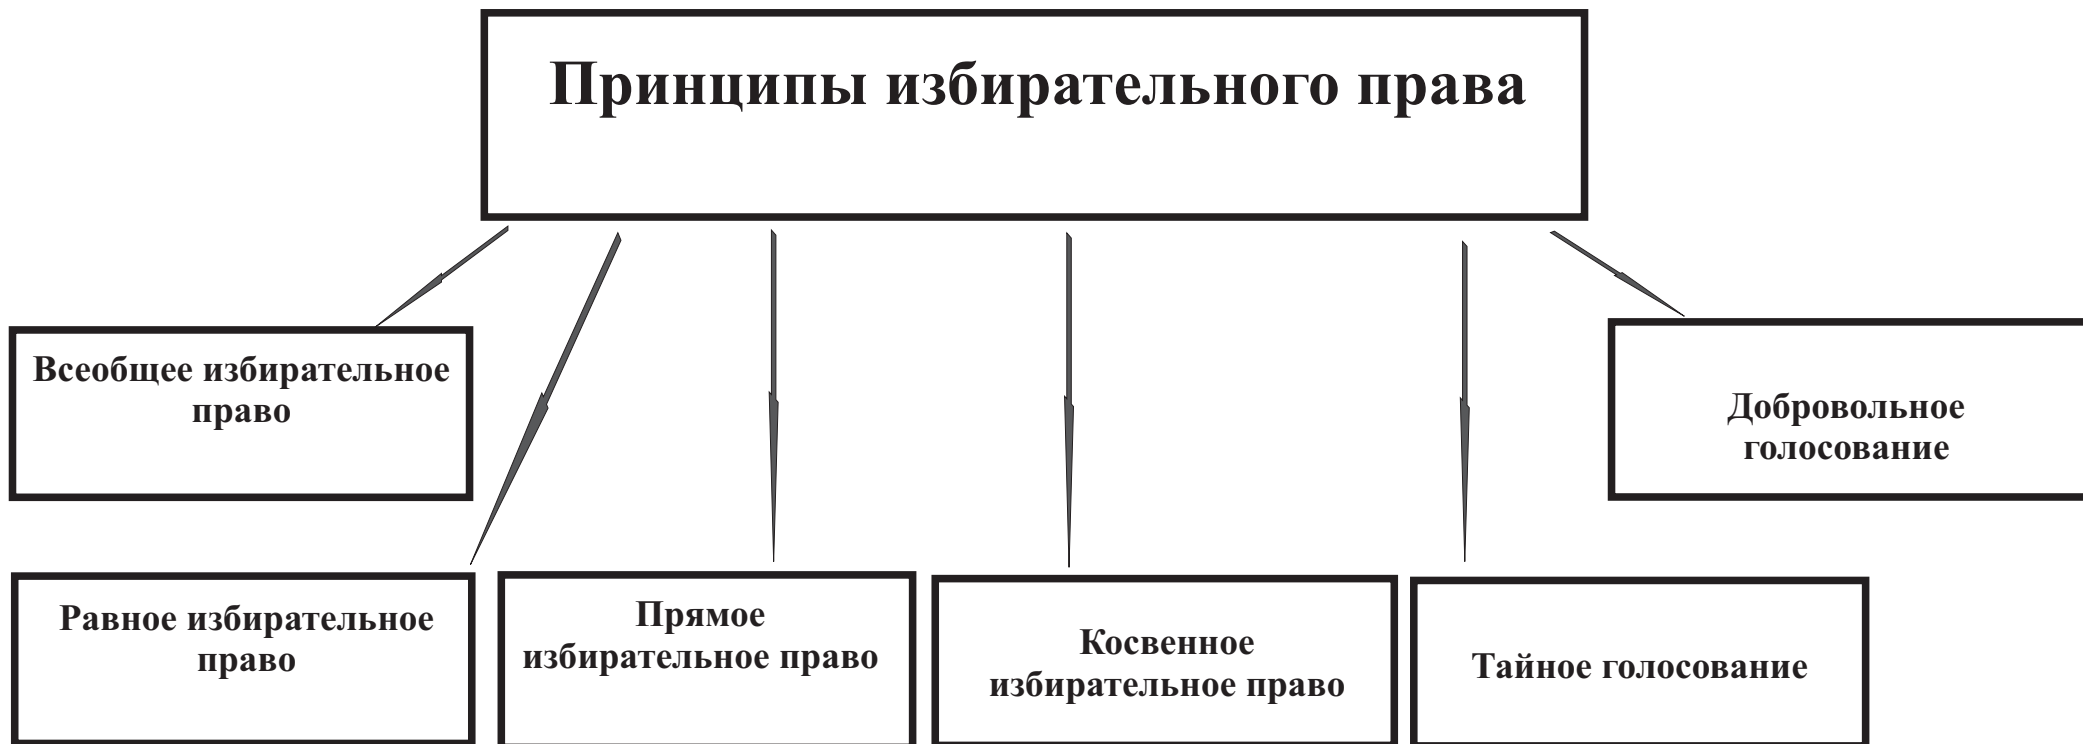 Принципы избирательного права
Всеобщее избирательное
право
Добровольное
голосование
Равное избирательное
право
Прямое
избирательное право
Косвенное
избирательное право
Тайное голосование